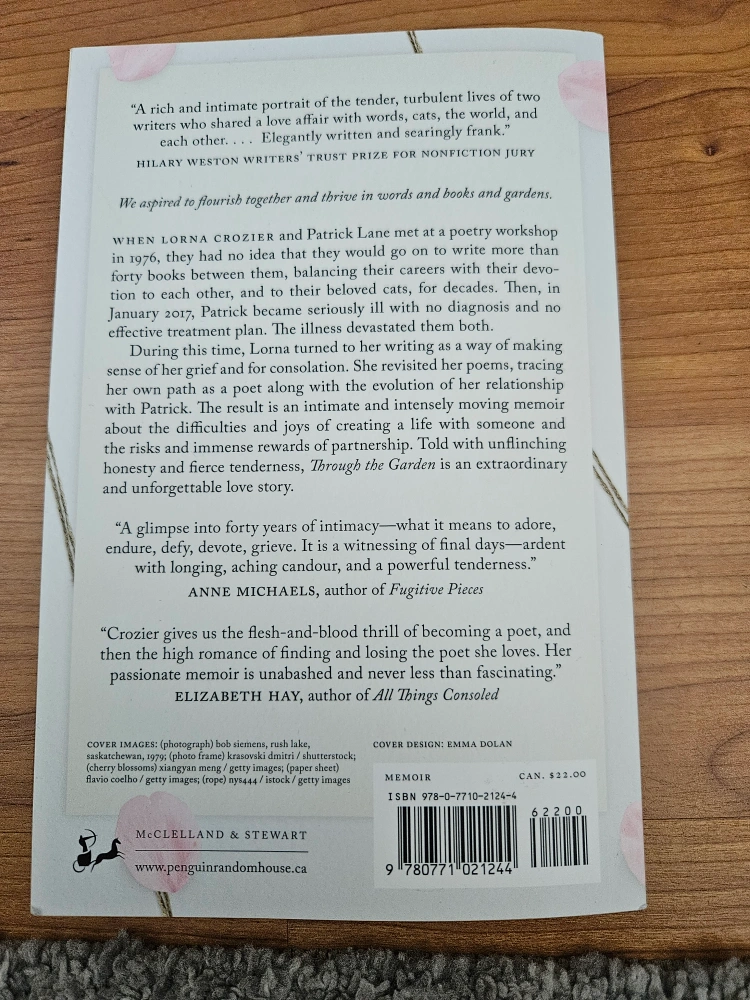 “A rich and intimate portrait of the tender, turbulent lives of two
writers who shared a love affair with words, cats, the world, and
each other. . . . Elegantly written and searingly frank.”
HILARY WESTON WRITERS’ TRUST PRIZE FOR NONFICTION JURY
We aspired to flourish together and thrive in words and books and gardens.
WHEN LORNA CROZIER and Patrick Lane met at a poetry workshop
in 1976, they had no idea that they would go on to write more than
forty books between them, balancing their careers with their devo-
tion to each other, and to their beloved cats, for decades. Then, in
January 2017, Patrick became seriously ill with no diagnosis and no
effective treatment plan. The illness devastated them both.
During this time, Lorna turned to her writing as a way of making
sense of her grief and for consolation. She revisited her poems, tracing
her own path as a poet along with the evolution of her relationship
with Patrick. The result is an intimate and intensely moving memoir
about the difficulties and joys of creating a life with someone and
the risks and immense rewards of partnership. Told with unflinching
honesty and fierce tenderness, Through the Garden is an extraordinary
and unforgettable love story.
“A glimpse into forty years of intimacy—what it means to adore,
endure, defy, devote, grieve. It is a witnessing of final days—ardent
with longing, aching candour, and a powerful tenderness.”
ANNE MICHAELS, author of Fugitive Pieces
“Crozier gives us the flesh-and-blood thrill of becoming a poet, and
then the high romance of finding and losing the poet she loves. Her
passionate memoir is unabashed and never less than fascinating.”
ELIZABETH HAY, author of All Things Consoled
COVER IMAGES: (photograph) bob siemens, rush lake,
saskatchewan, 1979; (photo frame) krasovski dmitri / shutterstock;
(cherry blossoms) xiangyan meng / getty images; (paper sheet)
flavio coelho / getty images; (rope) nys444 / istock / getty images
COVER DESIGN: EMMA DOLAN
McCLELLAND & STEWART
www.penguinrandomhouse.ca
MEMOIR CAN. $22.00
ISBN 978-0-7710-2124-4
62200
9 780771 021244